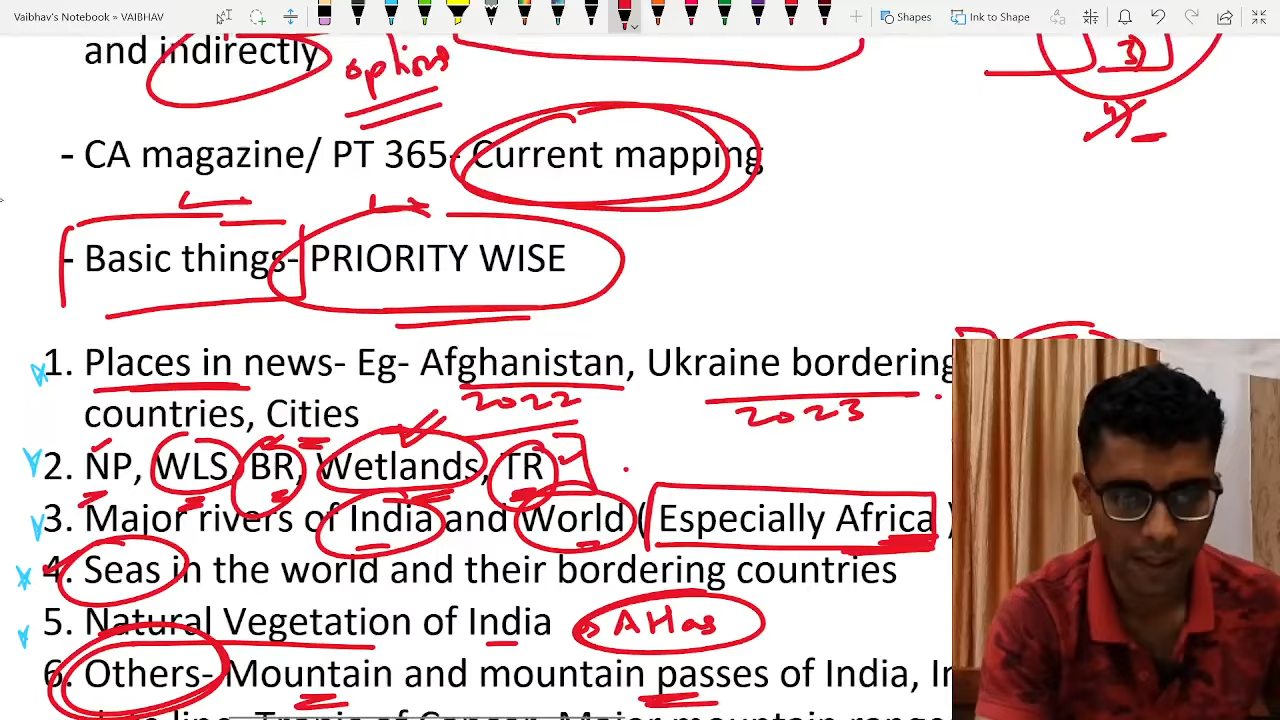 Vaibhav's Notebook » VAIBHAV
Shapes
Ink to Shape
and indirectly
options
3)
- CA magazine/ PT 365- Current mapping
- Basic things- PRIORITY WISE
1. Places in news- Eg- Afghanistan, Ukraine bordering
countries, Cities
2022
2023
2. NP, WLS, BR, Wetlands, TR
3. Major rivers of India and World ( Especially Africa )
4. Seas in the world and their bordering countries
5. Natural Vegetation of India
Atlas
6. Others- Mountain and mountain passes of India,